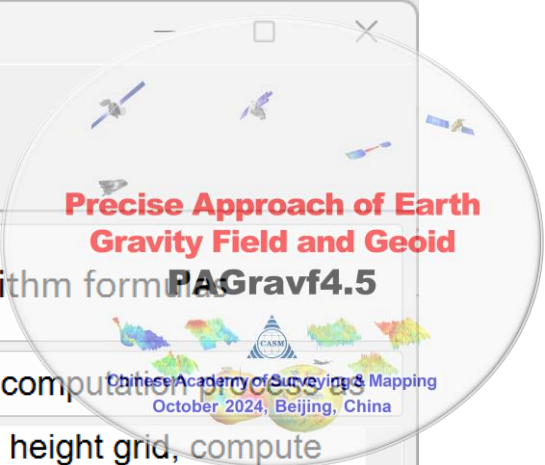 Precise Approach of Earth
Gravity Field and Geoid
ithm formulas
PAGravf4.5
CASM
computation process as
Chinese Academy of Surveying & Mapping
October 2024, Beijing, China
height grid, compute